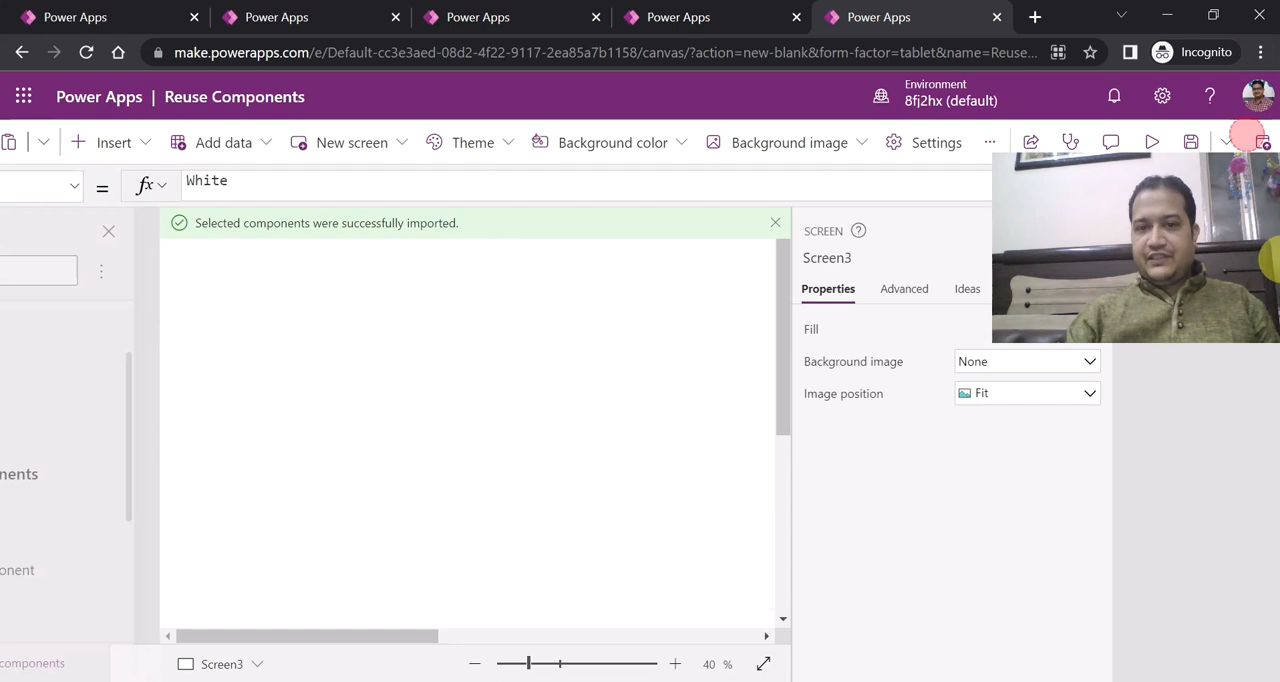 Power Apps
Power Apps
Power Apps
Power Apps
Power Apps
make.powerapps.com/e/Default-cc3e3aed-08d2-4f22-9117-2ea85a7b1158/canvas/?action=new-blank&form-factor=tablet&name=Reuse...
Incognito
Power Apps | Reuse Components
Environment
8fj2hx (default)
Insert
Add data
New screen
Theme
Background color
Background image
Settings
...
= fx
White
Selected components were successfully imported.
SCREEN
Screen3
Properties
Advanced
Ideas
Fill
Background image
None
Image position
Fit
nents
onent
components
Screen3
40 %